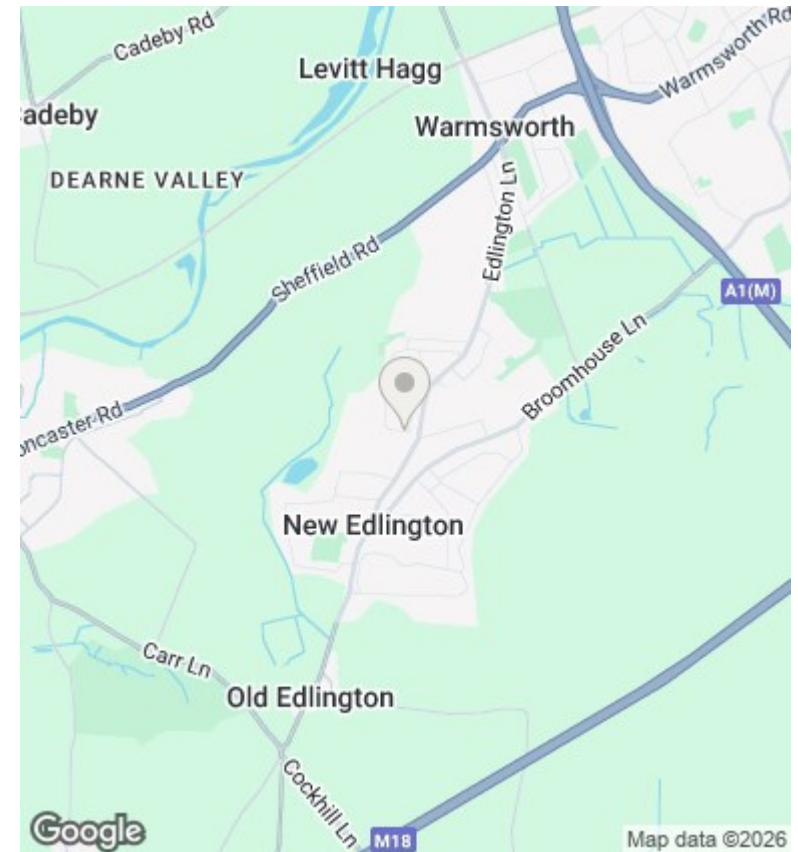 Cadeby Rd
Levitt Hagg
Warmsworth Rd
adeby
Warmsworth
DEARNE VALLEY
Edlington Ln
Sheffield Rd
A1(M)
Broomhouse Ln
oncaster Rd
New Edlington
Carr Ln
Old Edlington
Cockhill Ln
Google
M18
Map data ©2026